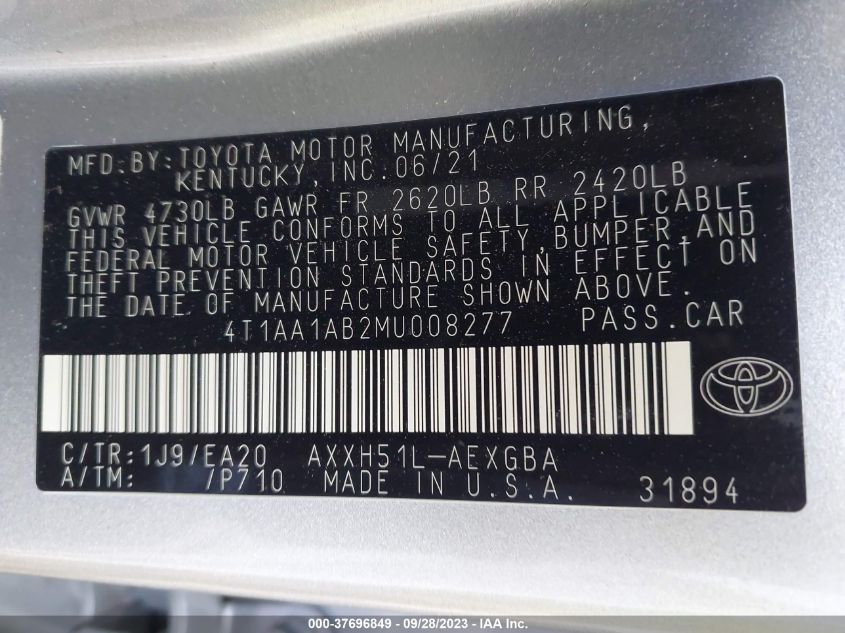 MFD. BY: TOYOTA MOTOR MANUFACTURING,
KENTUCKY, INC. 06/21
GVWR 4730LB GAWR FR 2620LB RR 2420LB
THIS VEHICLE CONFORMS TO ALL APPLICABLE
FEDERAL MOTOR VEHICLE SAFETY, BUMPER, AND
THEFT PREVENTION STANDARDS IN EFFECT ON
THE DATE OF MANUFACTURE SHOWN ABOVE.
4T1AA1AB2MU008277 PASS. CAR
C/TR: 1J9/EA20 AXXH51L-AEXGBA
A/TM: /P710 MADE IN U.S.A. 31894
000-37696849 - 09/28/2023 - IAA Inc.